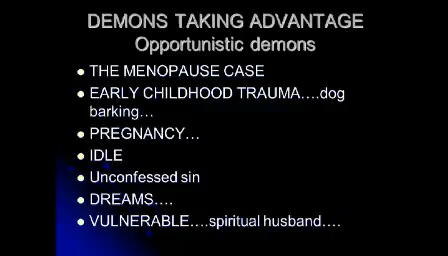 DEMONS TAKING ADVANTAGE
Opportunistic demons
THE MENOPAUSE CASE
EARLY CHILDHOOD TRAUMA....dog
barking...
PREGNANCY...
IDLE
Unconfessed sin
DREAMS....
VULNERABLE....spiritual husband....